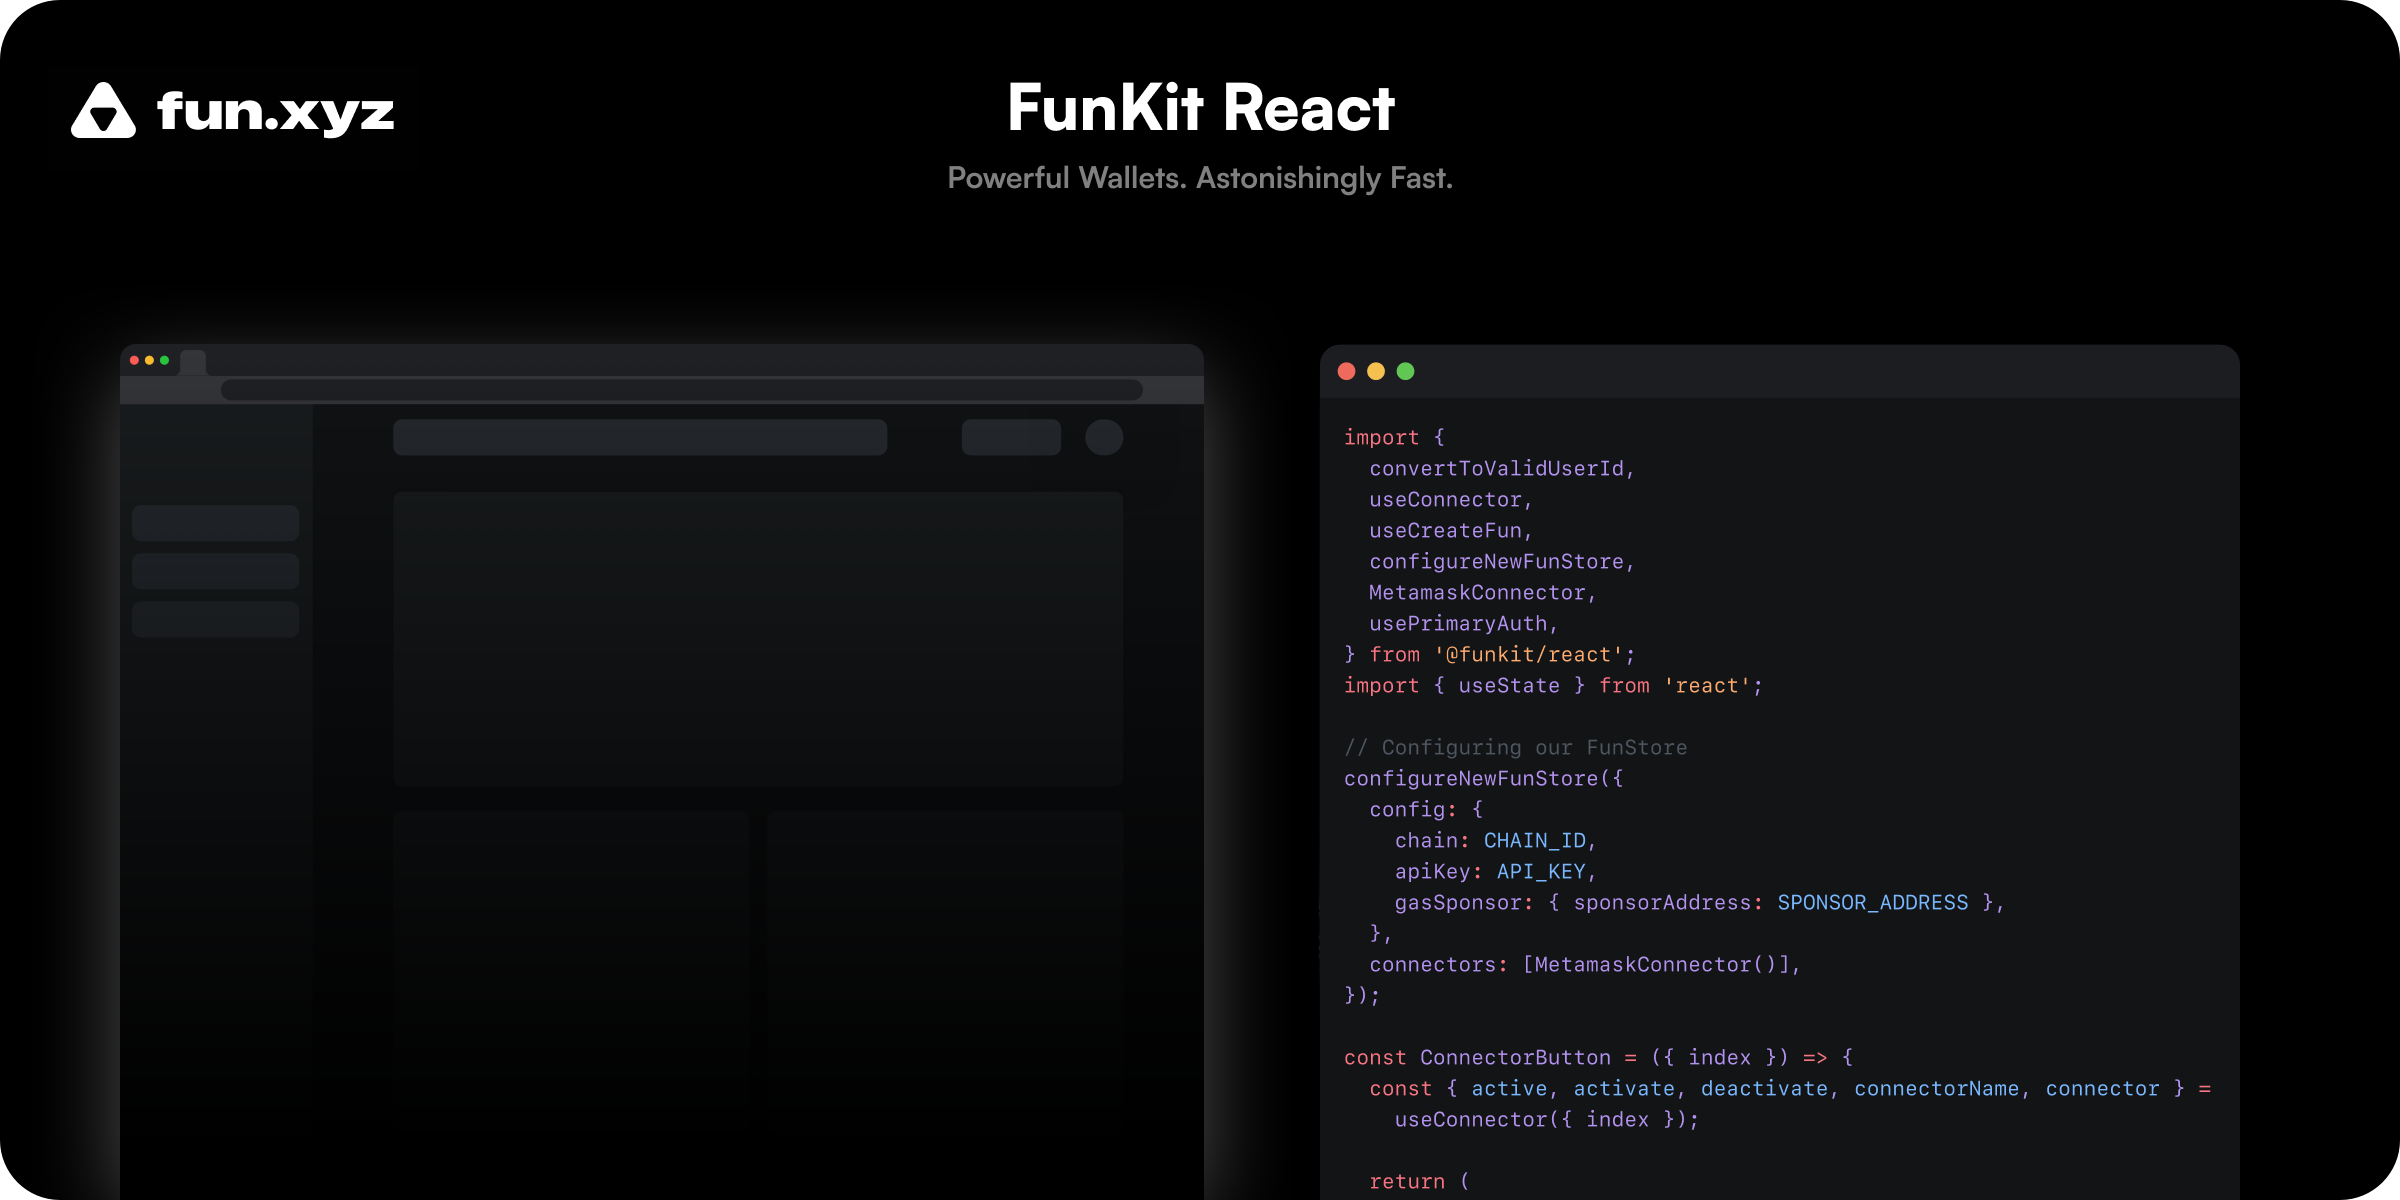 fun.xyz
FunKit React
Powerful Wallets. Astonishingly Fast.
import {
  convertToValidUserId,
  useConnector,
  useCreateFun,
  configureNewFunStore,
  MetamaskConnector,
  usePrimaryAuth,
} from '@funkit/react';
import { useState } from 'react';
// Configuring our FunStore
configureNewFunStore({
  config: {
    chain: CHAIN_ID,
    apiKey: API_KEY,
    gasSponsor: { sponsorAddress: SPONSOR_ADDRESS },
  },
  connectors: [MetamaskConnector()],
});
const ConnectorButton = ({ index }) => {
  const { active, activate, deactivate, connectorName, connector } =
    useConnector({ index });
  return (